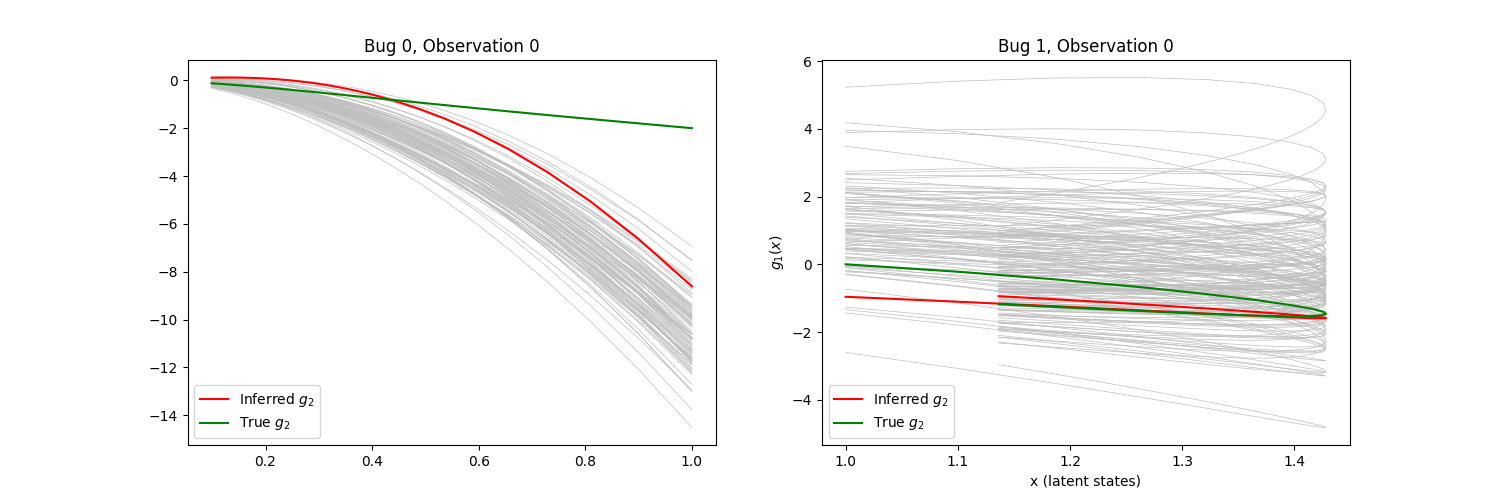 Bug 0, Observation 0
0
−2
−4
−6
−8
−10
−12
−14
0.2 0.4 0.6 0.8 1.0
Inferred g₂
True g₂
Bug 1, Observation 0
6
4
2
0
−2
−4
g₁(x)
1.0 1.1 1.2 1.3 1.4
x (latent states)
Inferred g₂
True g₂